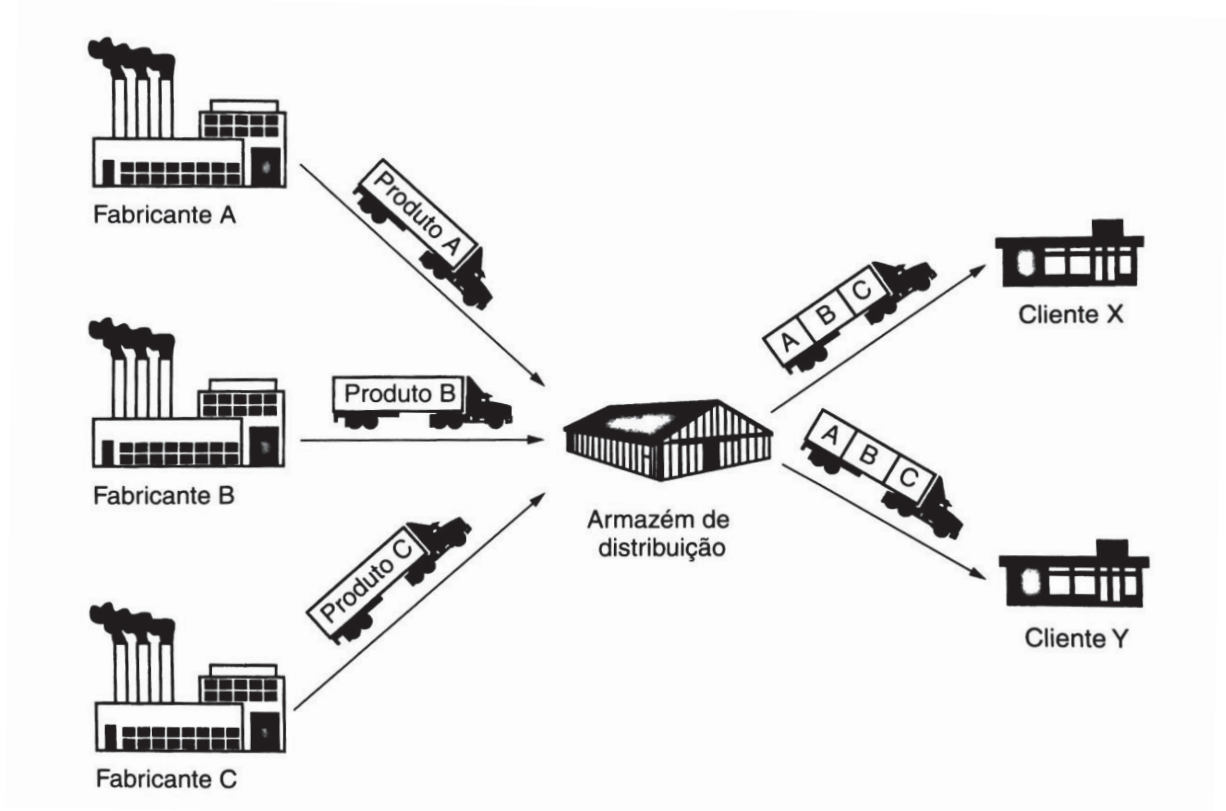 Produto A
Fabricante A
A B C
Cliente X
Produto B
Fabricante B
A B C
Armazém de
distribuição
Produto C
Cliente Y
Fabricante C